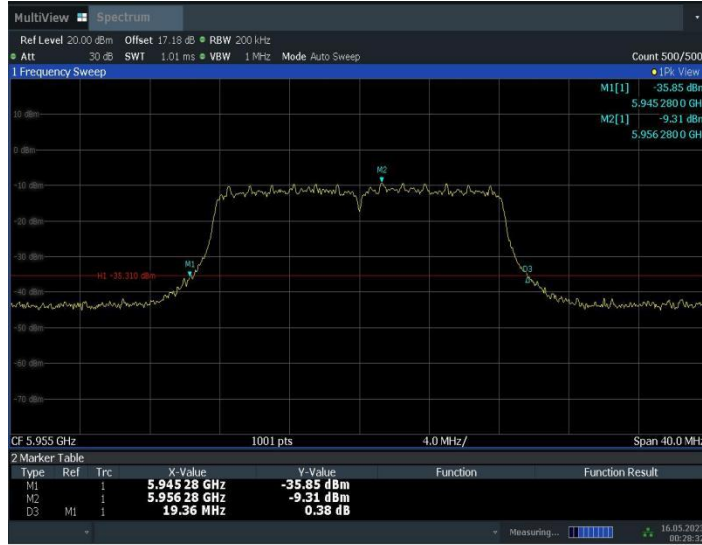 MultiView Spectrum
Ref Level 20.00 dBm Offset 17.18 dB RBW 200 kHz
Att 30 dB SWT 1.01 ms VBW 1 MHz Mode Auto Sweep Count 500/500
1 Frequency Sweep 1Pk View
M1[1] -35.85 dBm
5.945 280 0 GHz
M2[1] -9.31 dBm
5.956 280 0 GHz
10 dBm
0 dBm
M2
-10 dBm
-20 dBm
-30 dBm
M1
D3
H1 -35.310 dBm
-40 dBm
-50 dBm
-60 dBm
-70 dBm
CF 5.955 GHz 1001 pts 4.0 MHz/ Span 40.0 MHz
2 Marker Table
Type Ref Trc X-Value Y-Value Function Function Result
M1 1 5.945 28 GHz -35.85 dBm
M2 1 5.956 28 GHz -9.31 dBm
D3 M1 1 19.36 MHz 0.38 dB
Measuring... 16.05.2023
00:28:32